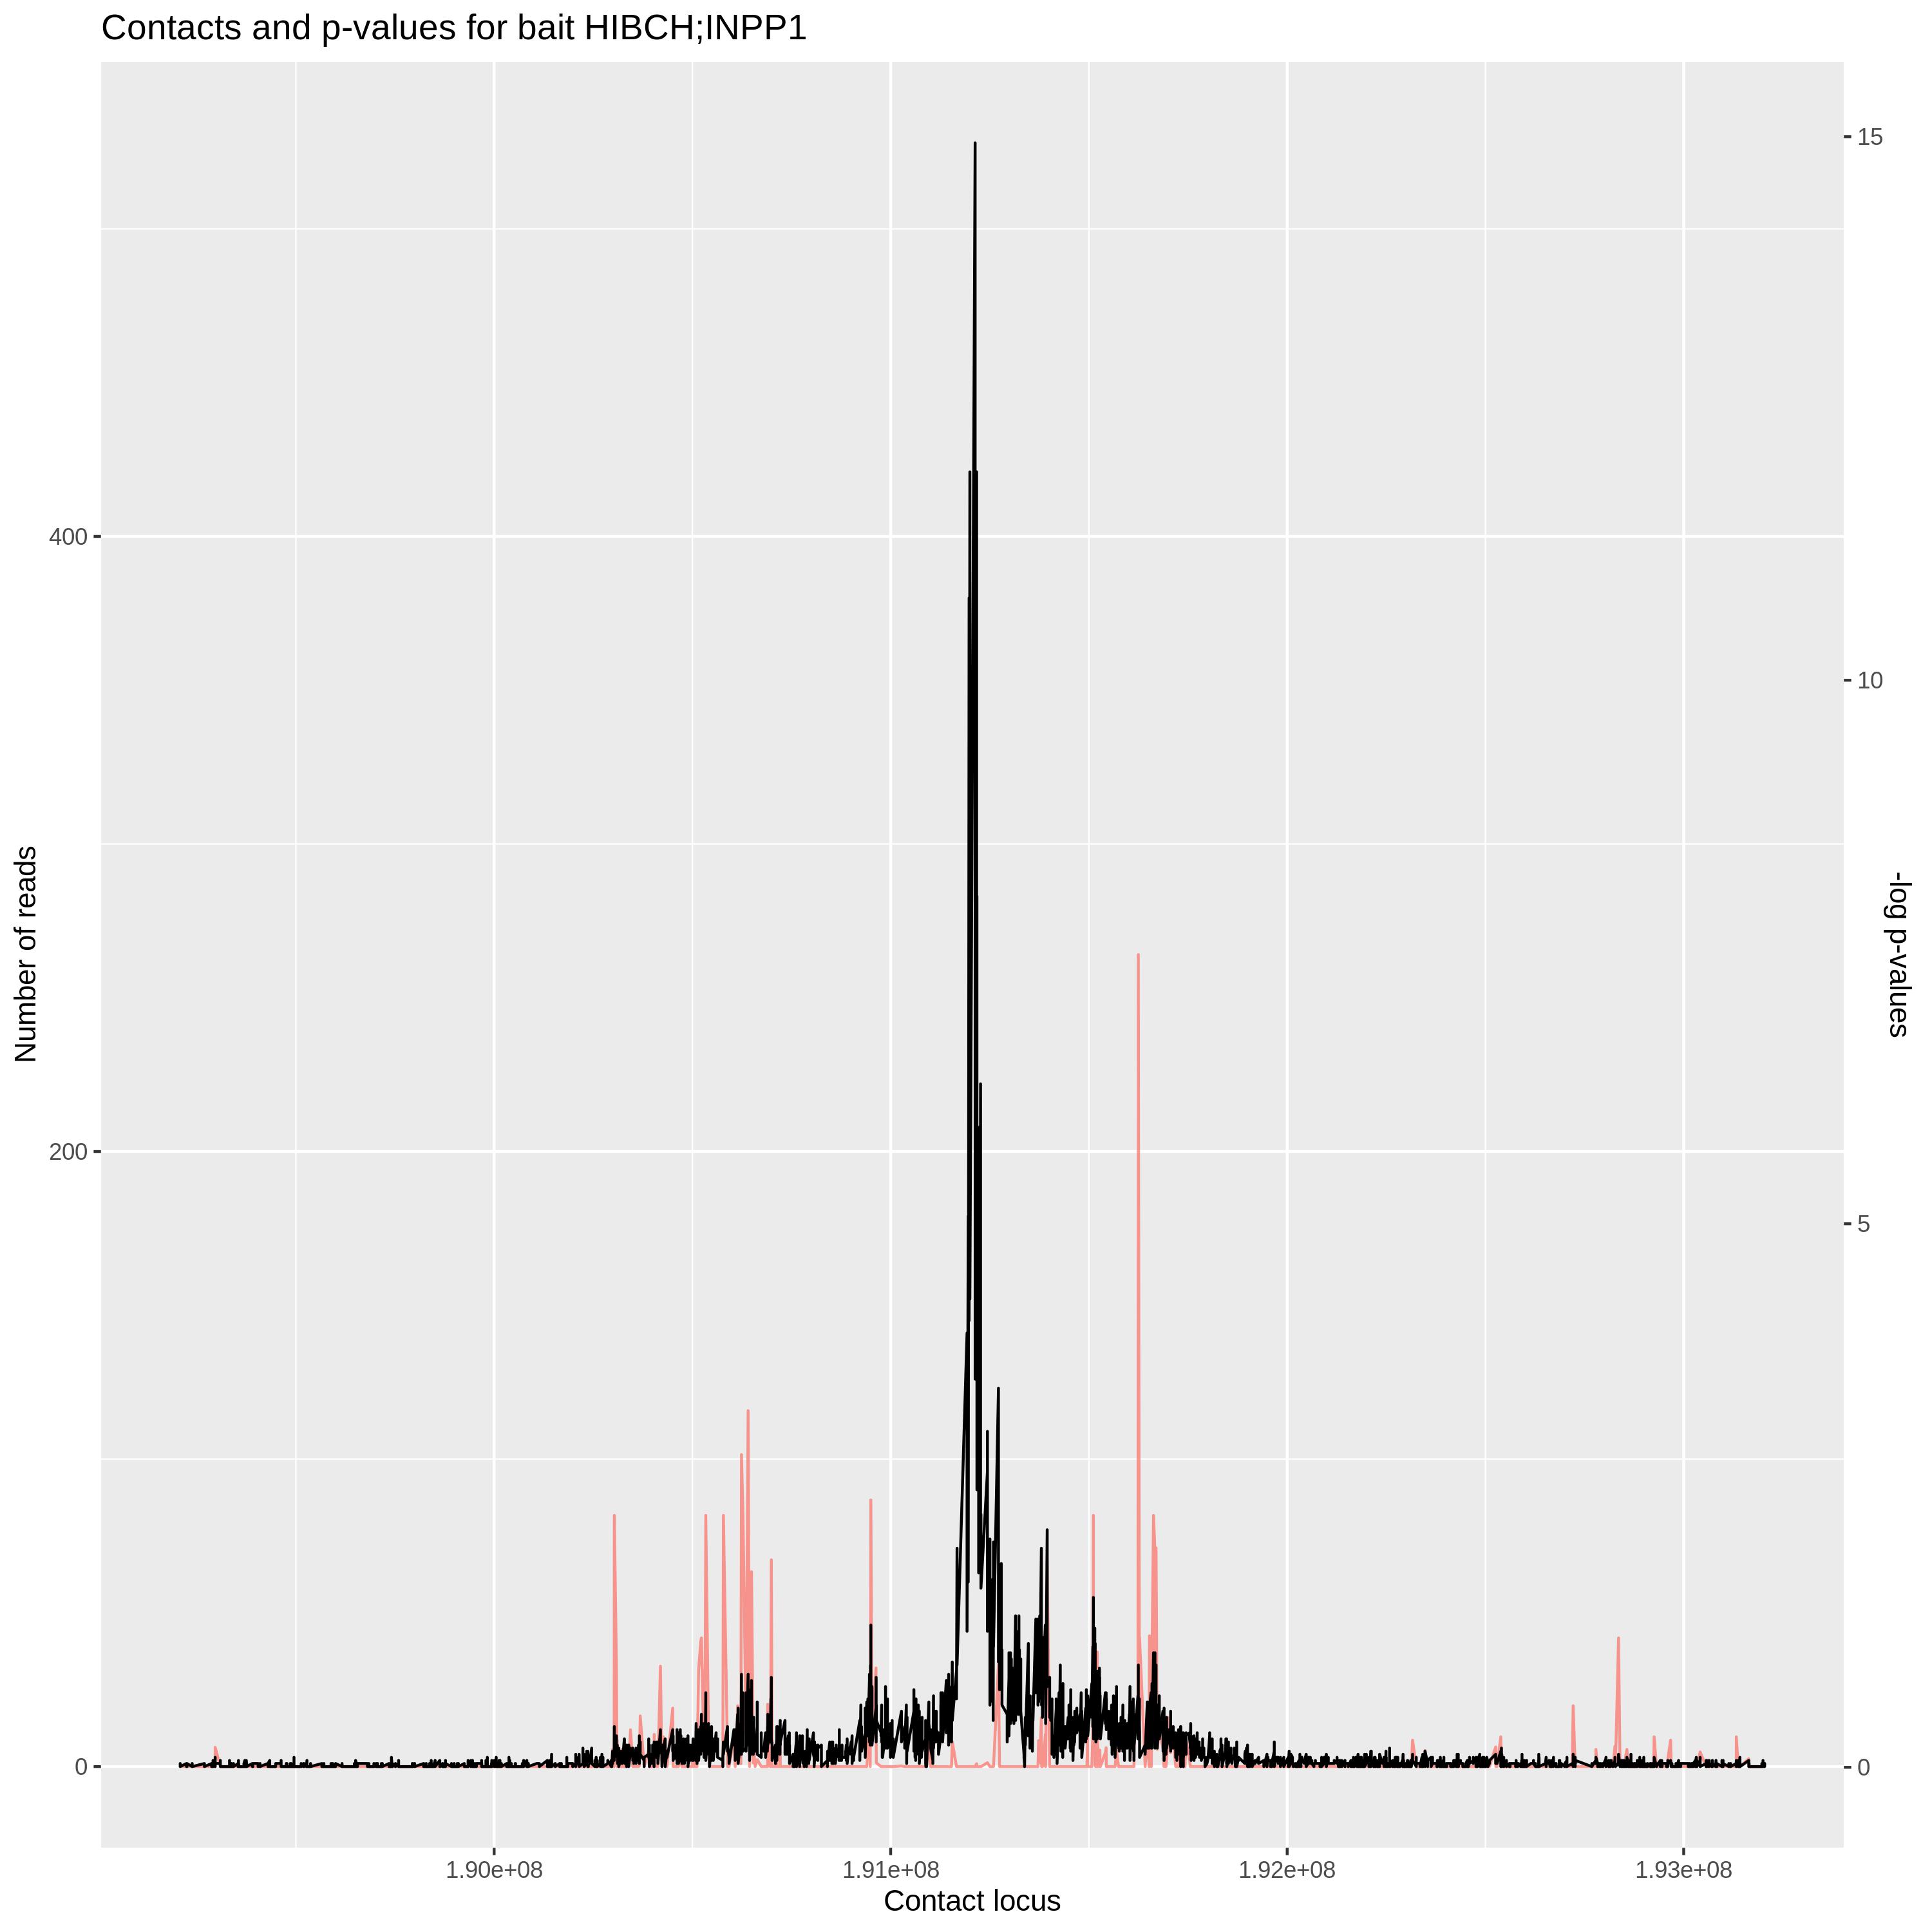 Contacts and p-values for bait HIBCH;INPP1
15
400
10
Number of reads
-log p-values
5
200
0
0
1.90e+08
1.91e+08
1.92e+08
1.93e+08
Contact locus